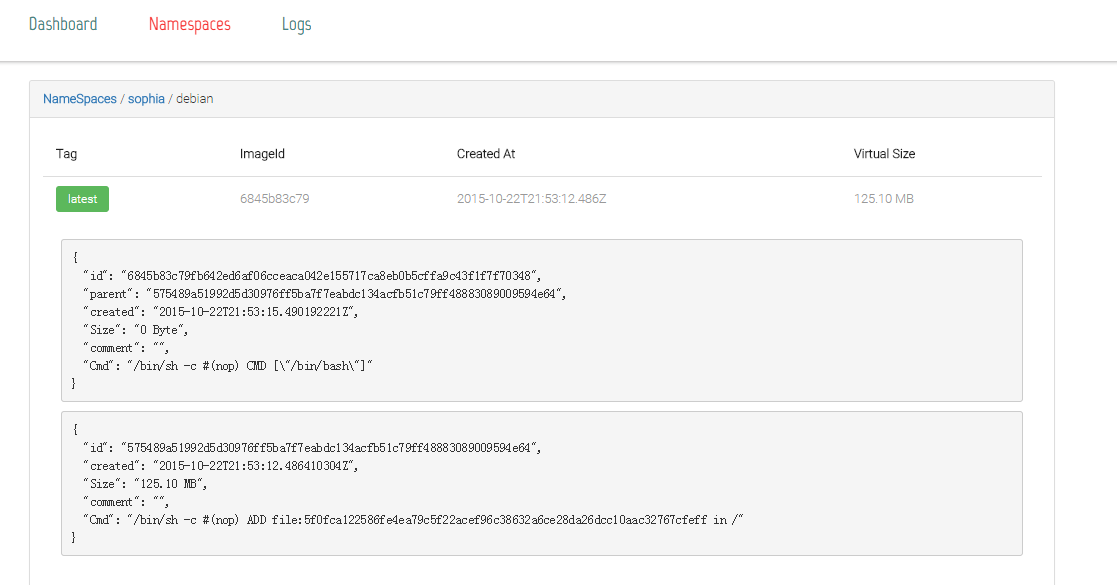 Dashboard Namespaces Logs
NameSpaces / sophia / debian
Tag ImageId Created At Virtual Size
latest 6845b83c79 2015-10-22T21:53:12.486Z 125.10 MB
{
"id": "6845b83c79fb642ed6af06cceaca042e155717ca8eb0b5cffa9c43f1f7f70348",
"parent": "575489a51992d5d30976ff5ba7f7eabdc134acfb51c79ff48883089009594e64",
"created": "2015-10-22T21:53:15.490192221Z",
"Size": "0 Byte",
"comment": "",
"Cmd": "/bin/sh -c #(nop) CMD [\"/bin/bash\"]"
}
{
"id": "575489a51992d5d30976ff5ba7f7eabdc134acfb51c79ff48883089009594e64",
"created": "2015-10-22T21:53:12.486410304Z",
"Size": "125.10 MB",
"comment": "",
"Cmd": "/bin/sh -c #(nop) ADD file:5f0fca122586fe4ea79c5f22acef96c38632a6ce28da26dcc10aac32767cfeff in /"
}